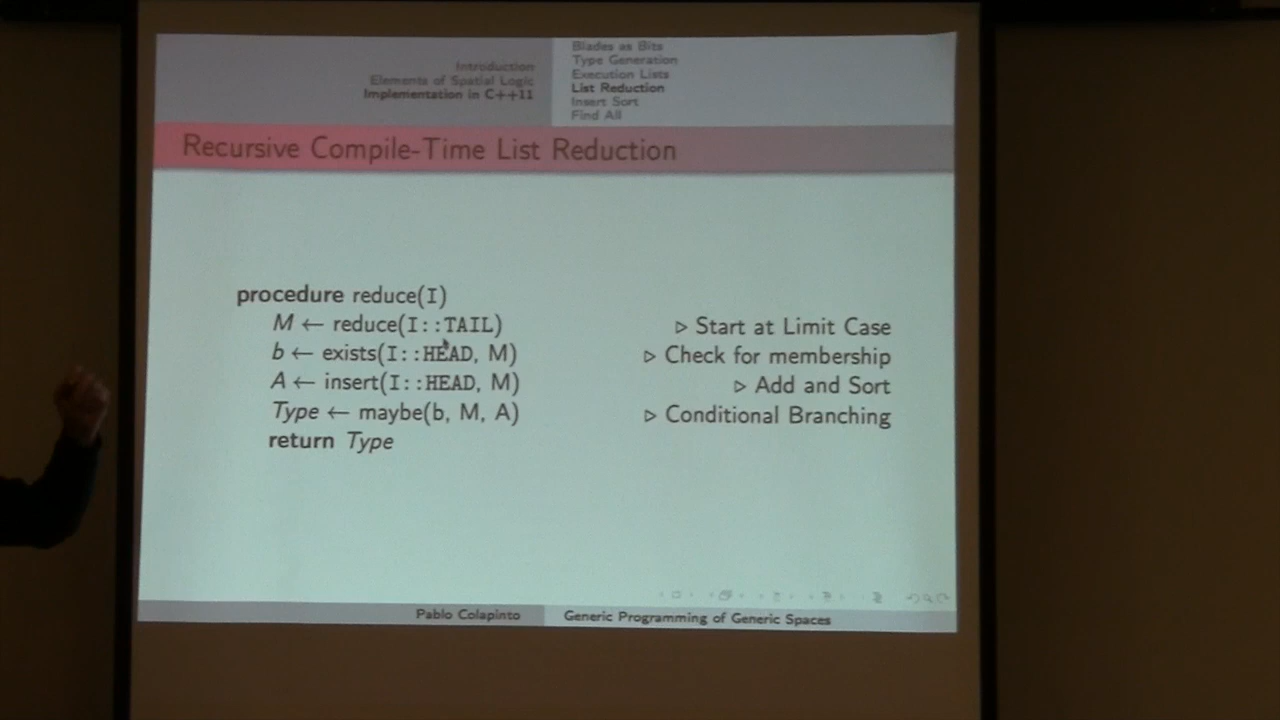 Introduction
Elements of Spatial Logic
Implementation in C++11
Blades as Bits
Type Generation
Execution Lists
List Reduction
Insert Sort
Find All
Recursive Compile-Time List Reduction
procedure reduce(I)
M ← reduce(I::TAIL) ▷ Start at Limit Case
b ← exists(I::HEAD, M) ▷ Check for membership
A ← insert(I::HEAD, M) ▷ Add and Sort
Type ← maybe(b, M, A) ▷ Conditional Branching
return Type
Pablo Colapinto Generic Programming of Generic Spaces